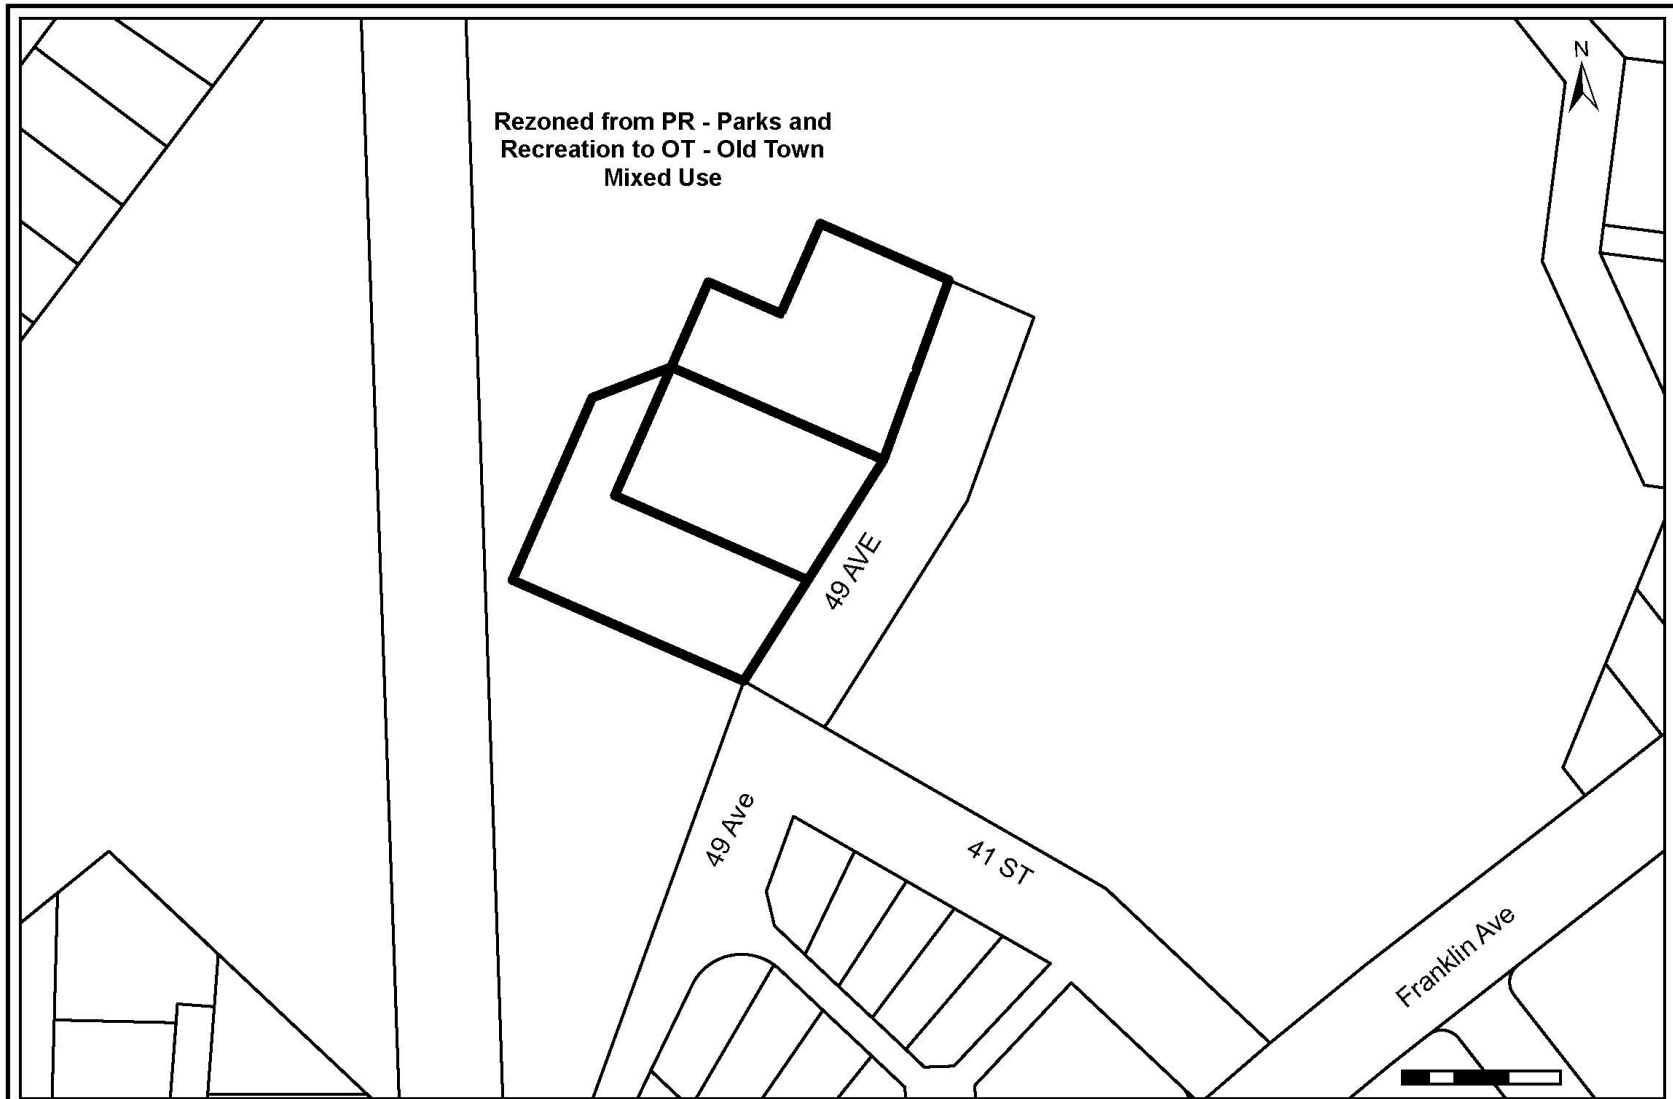 N
Rezoned from PR - Parks and
Recreation to OT - Old Town
Mixed Use
49 AVE
49 Ave
41 ST
Franklin Ave